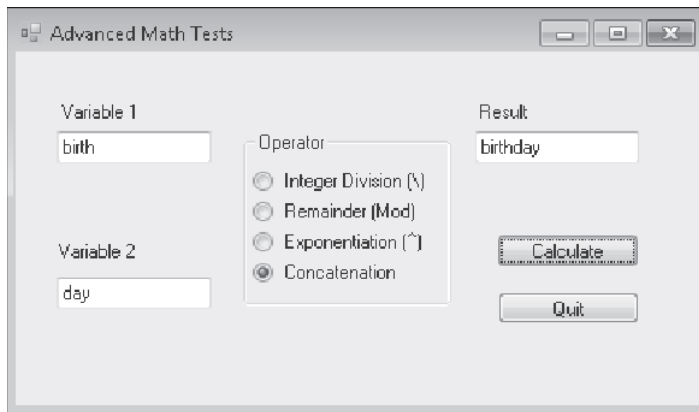 Advanced Math Tests
Variable 1
birth
Variable 2
day
Operator
Integer Division (\)
Remainder (Mod)
Exponentiation (^)
Concatenation
Result
birthday
Calculate
Quit